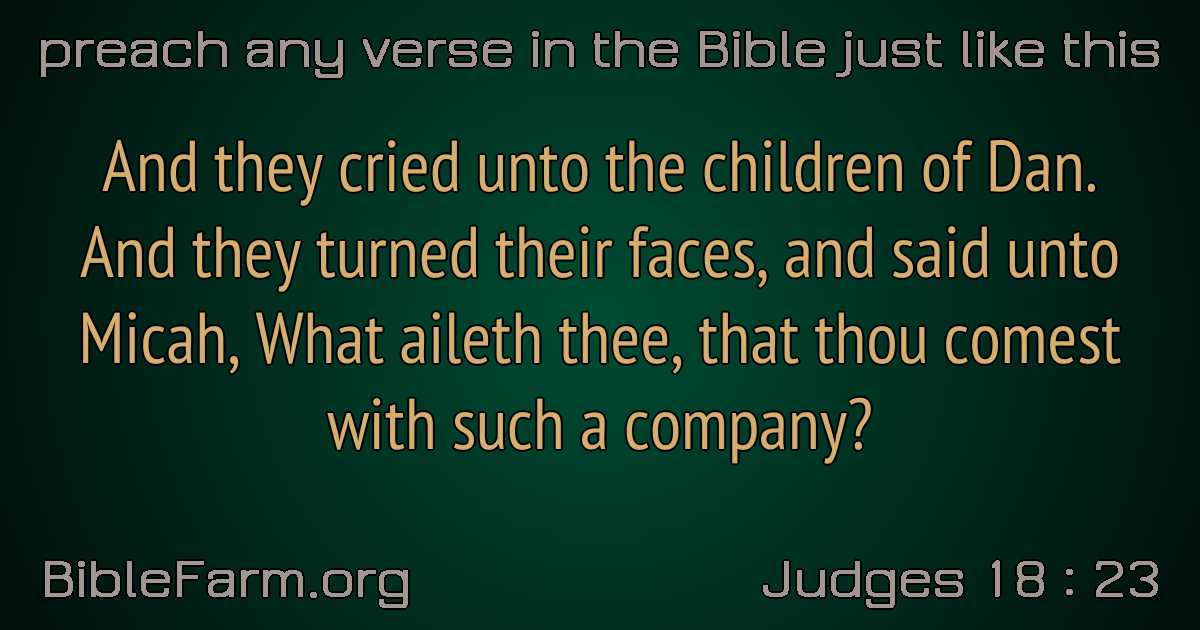 preach any verse in the Bible just like this
And they cried unto the children of Dan.
And they turned their faces, and said unto
Micah, What aileth thee, that thou comest
with such a company?
BibleFarm.org
Judges 18 : 23